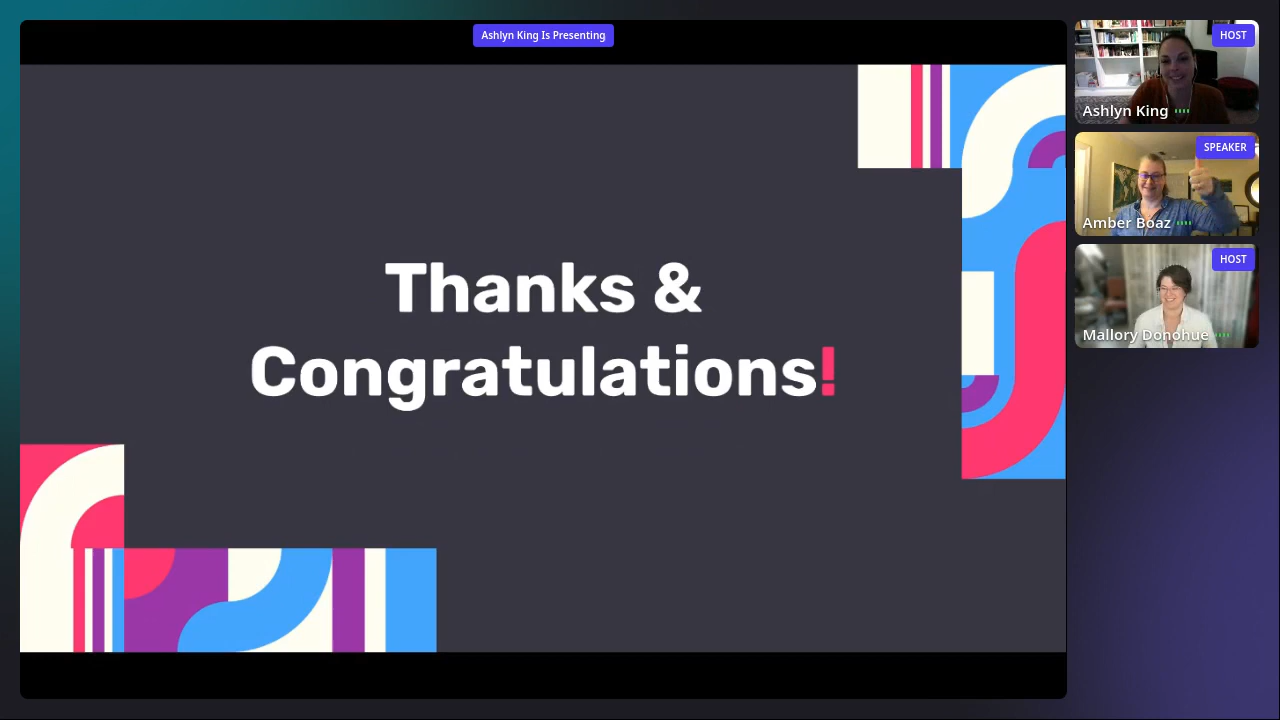 Ashlyn King Is Presenting
Thanks &
Congratulations!
HOST
Ashlyn King
SPEAKER
Amber Boaz
HOST
Mallory Donohue